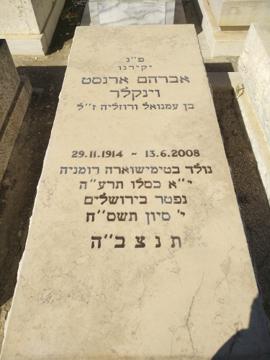 פ"נ
יקירנו
אברהם ארנסט
וינקלר
בן עמנואל ורוזליה ז"ל
29.11.1914 - 13.6.2008
נולד בטימישוארה רומניה
י"א כסלו תרע"ה
נפטר בירושלים
י' סיון תשס"ח
תנצב"ה